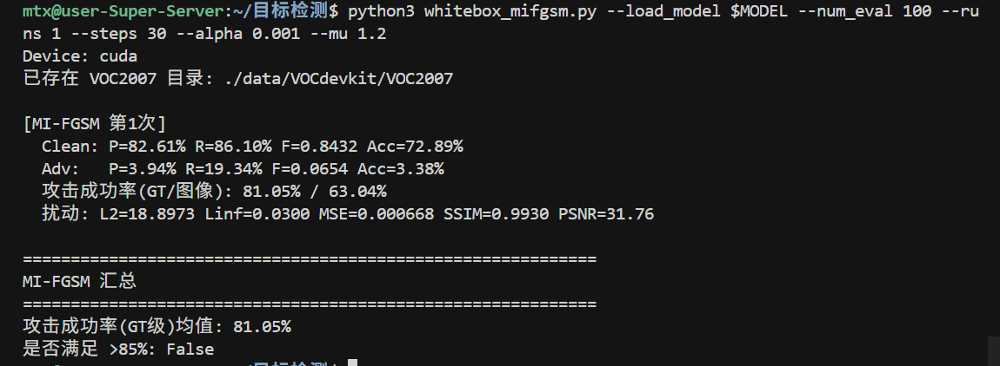 mtx@user-Super-Server:~/目标检测$ python3 whitebox_mifgsm.py --load_model $MODEL --num_eval 100 --ru
ns 1 --steps 30 --alpha 0.001 --mu 1.2
Device: cuda
已存在 VOC2007 目录: ./data/VOCdevkit/VOC2007
[MI-FGSM 第1次]
Clean: P=82.61% R=86.10% F=0.8432 Acc=72.89%
Adv: P=3.94% R=19.34% F=0.0654 Acc=3.38%
攻击成功率(GT/图像): 81.05% / 63.04%
扰动: L2=18.8973 Linf=0.0300 MSE=0.000668 SSIM=0.9930 PSNR=31.76
============================================================
MI-FGSM 汇总
============================================================
攻击成功率(GT级)均值: 81.05%
是否满足 >85%: False